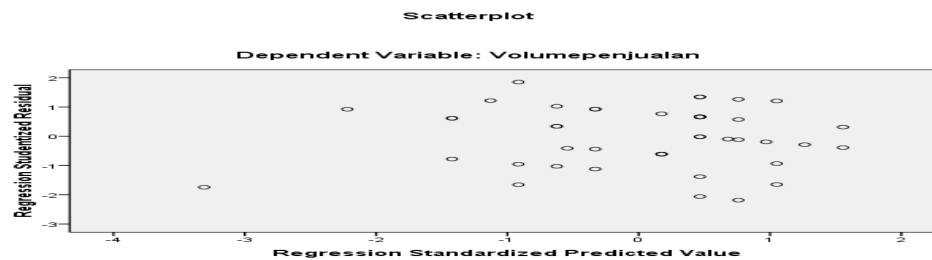 Scatterplot
Dependent Variable: Volumepenjualan
Regression Studentized Residual
2
1
0
-1
-2
-3
-4 -3 -2 -1 0 1 2
Regression Standardized Predicted Value